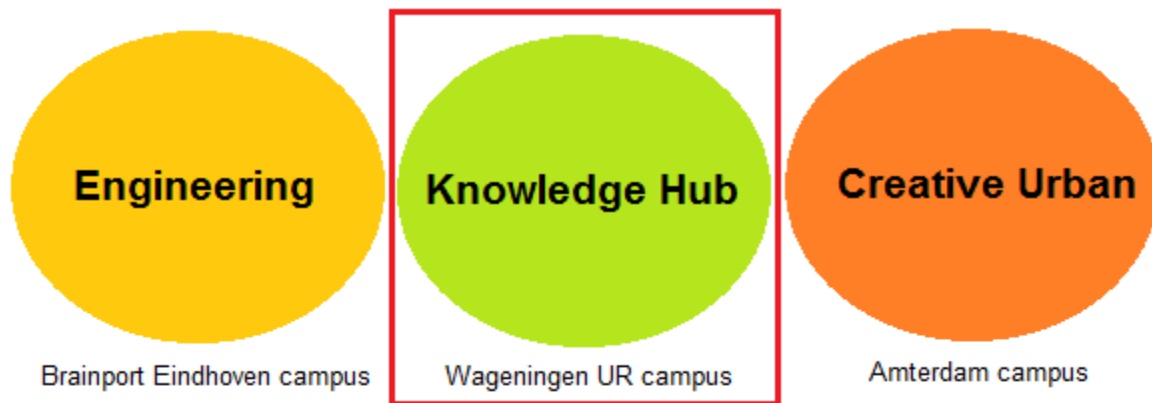 Engineering
Knowledge Hub
Creative Urban
Brainport Eindhoven campus
Wageningen UR campus
Amterdam campus